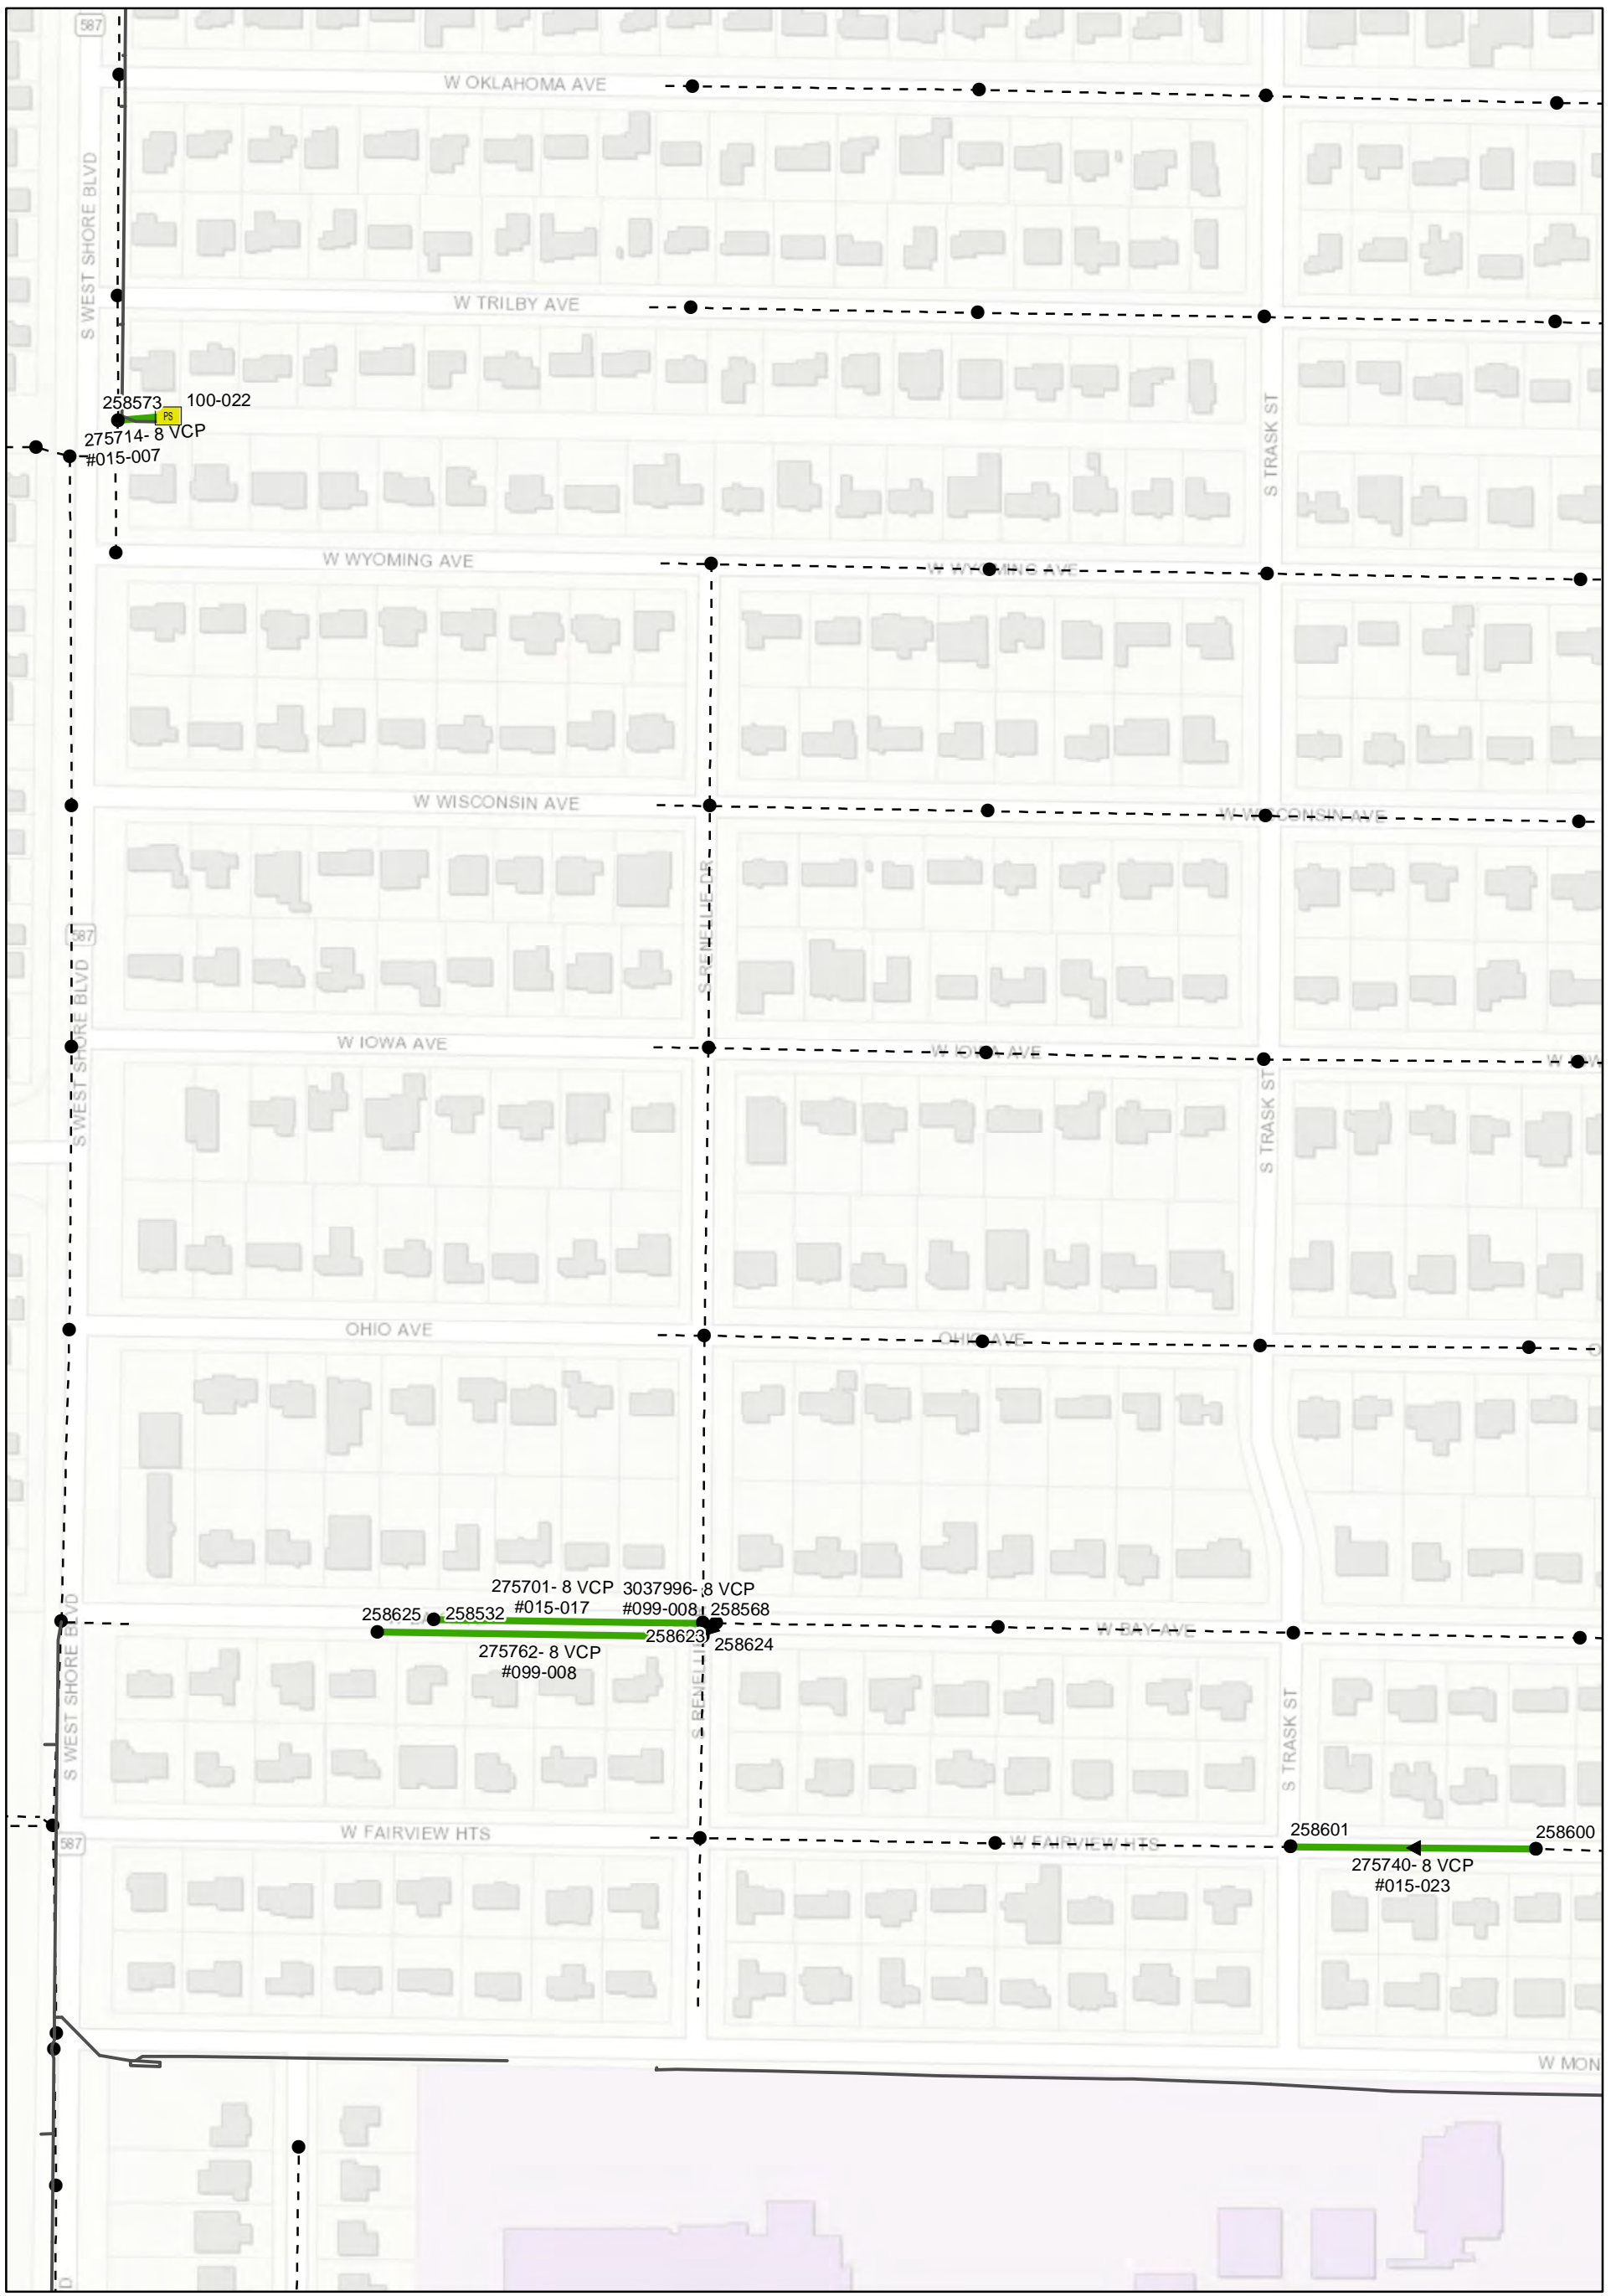 587
W OKLAHOMA AVE
S WEST SHORE BLVD
W TRILBY AVE
258573
PS
100-022
275714- 8 VCP
#015-007
S TRASK ST
W WYOMING AVE
W WYOMING AVE
W WISCONSIN AVE
W WISCONSIN AVE
S RENELLIE DR
587
S WEST SHORE BLVD
W IOWA AVE
W IOWA AVE
S TRASK ST
OHIO AVE
OHIO AVE
275701- 8 VCP
#015-017
3037996- 8 VCP
#099-008
258625
258532
258568
258623
258624
W BAY AVE
275762- 8 VCP
#099-008
S WEST SHORE BLVD
S RENELLI
S TRASK ST
W FAIRVIEW HTS
W FAIRVIEW HTS
587
258601
258600
275740- 8 VCP
#015-023
W MON
D